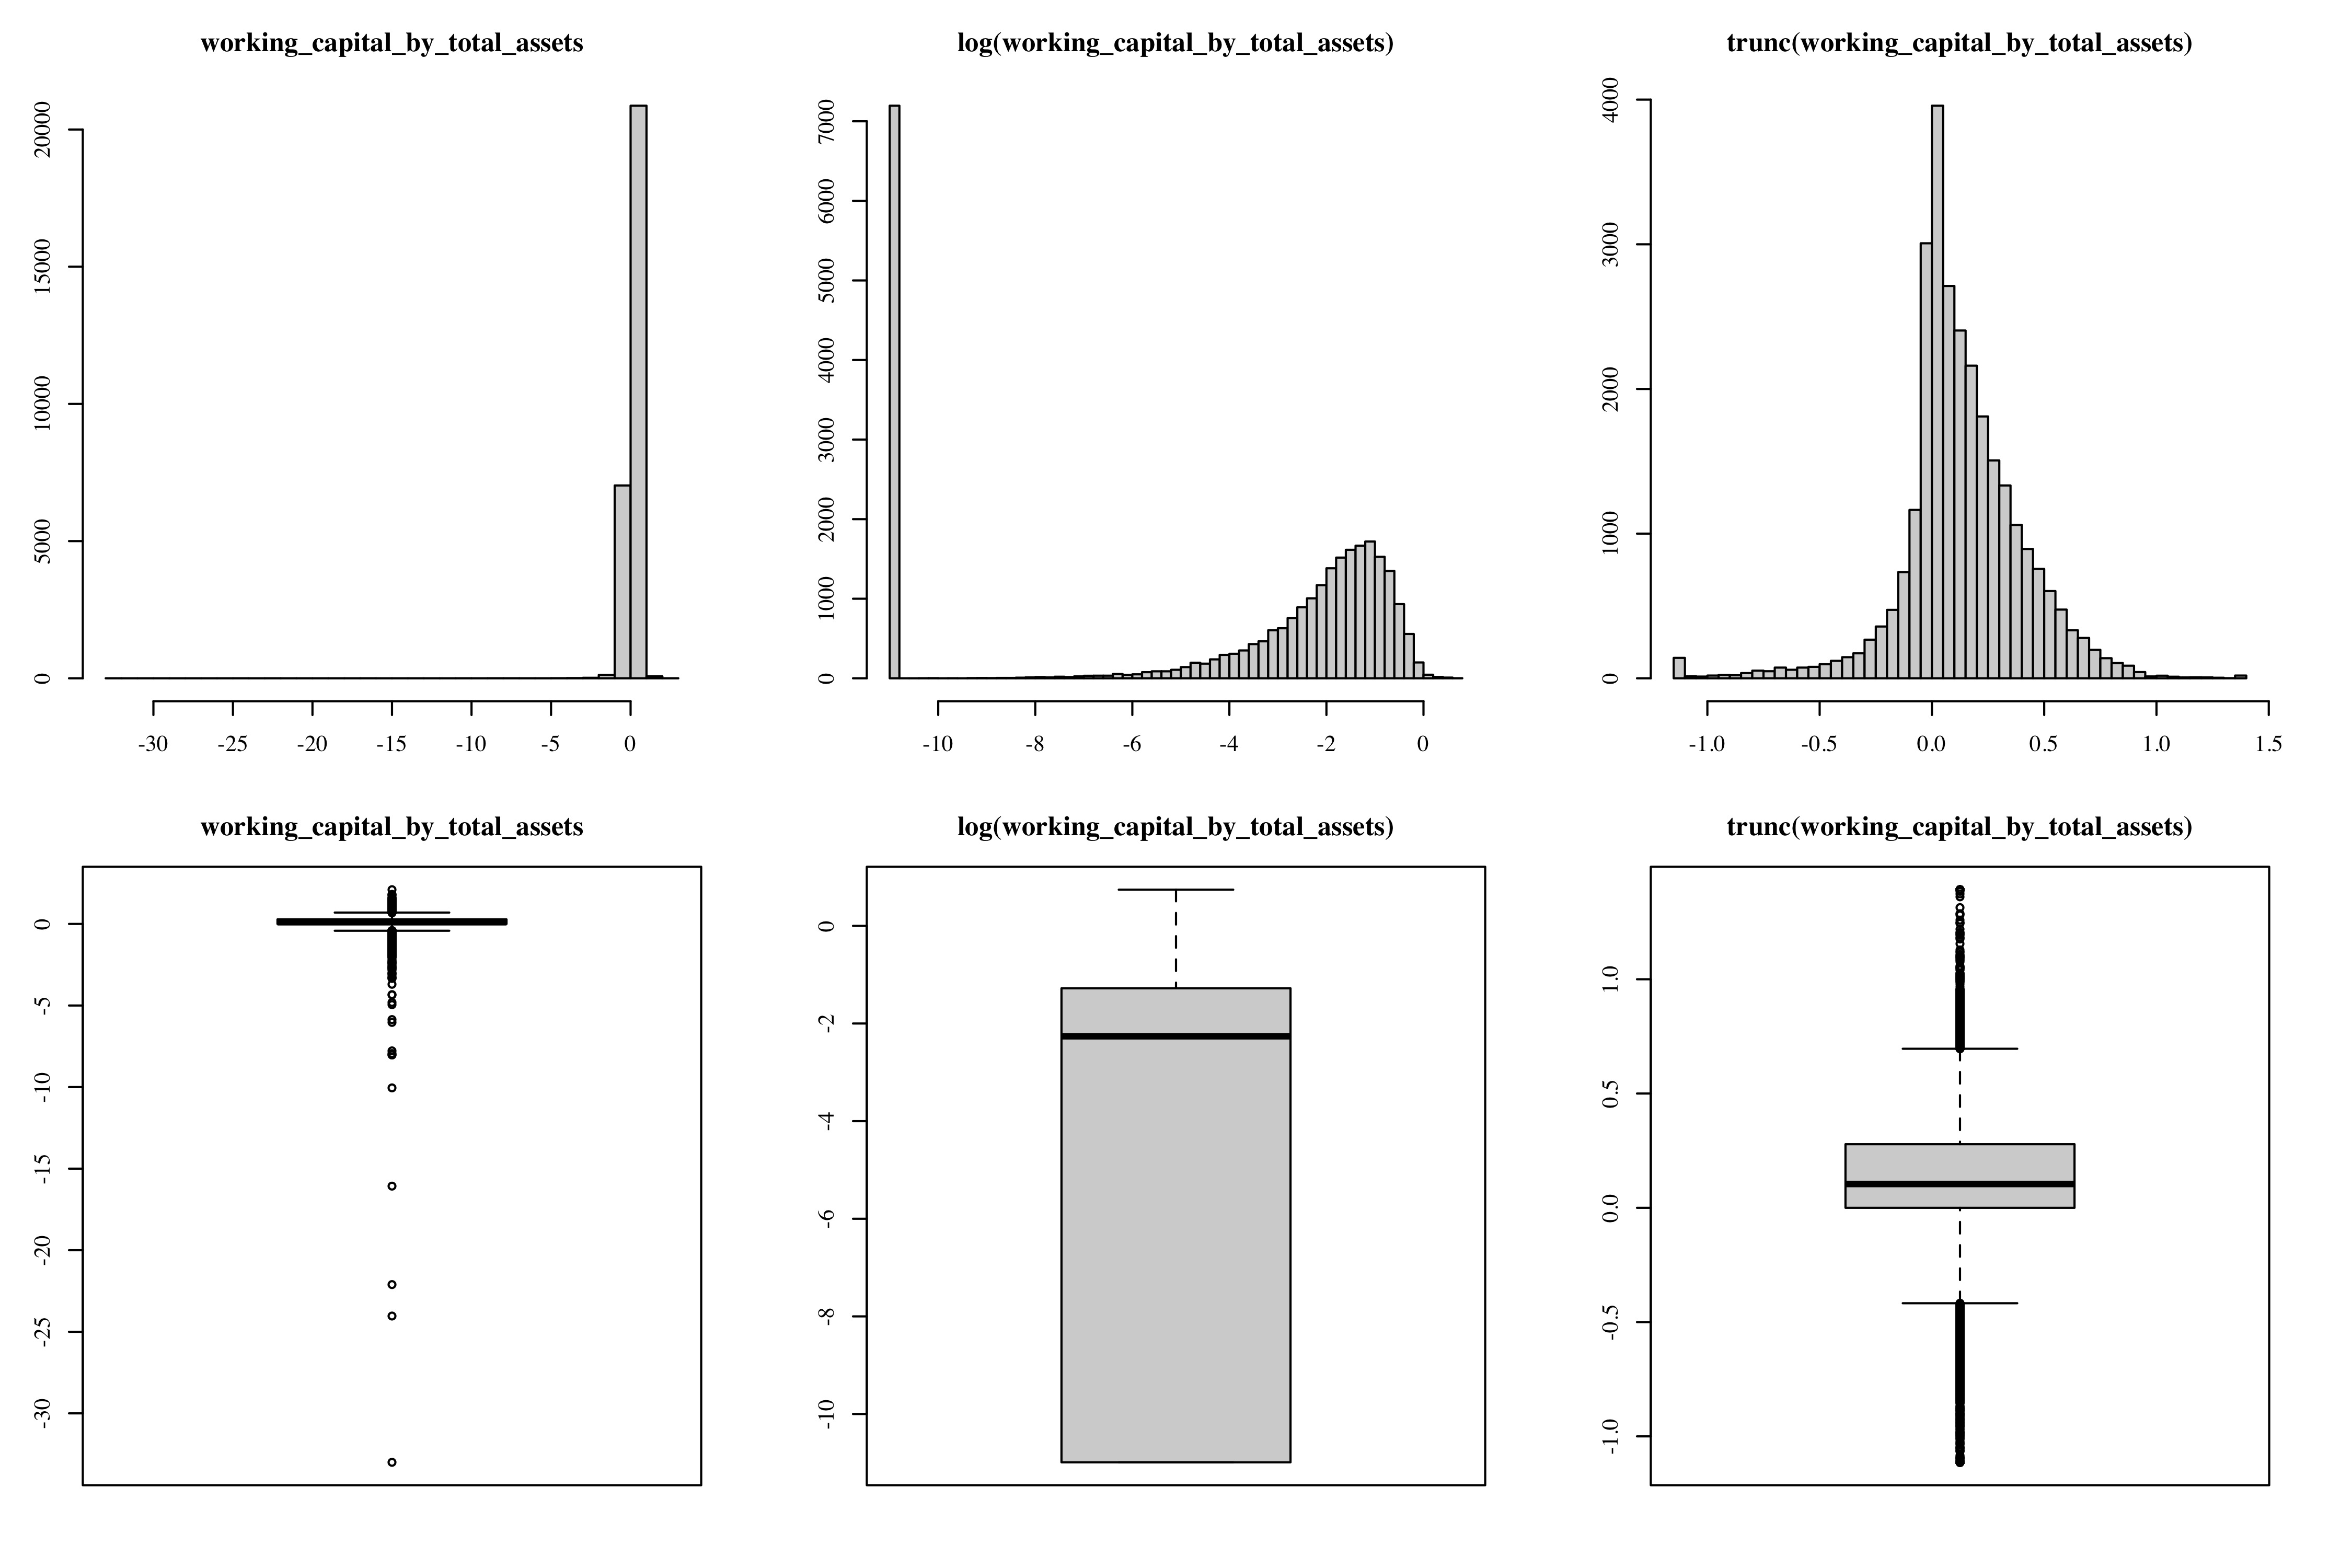 working_capital_by_total_assets
log(working_capital_by_total_assets)
trunc(working_capital_by_total_assets)
0 5000 10000 15000 20000
-30 -25 -20 -15 -10 -5 0
0 1000 2000 3000 4000 5000 6000 7000
-10 -8 -6 -4 -2 0
0 1000 2000 3000 4000
-1.0 -0.5 0.0 0.5 1.0 1.5
working_capital_by_total_assets
log(working_capital_by_total_assets)
trunc(working_capital_by_total_assets)
-30 -25 -20 -15 -10 -5 0
-10 -8 -6 -4 -2 0
-1.0 -0.5 0.0 0.5 1.0